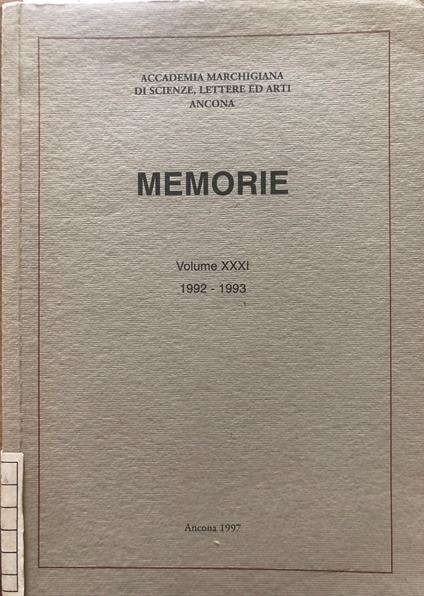 ACCADEMIA MARCHIGIANA
DI SCIENZE, LETTERE ED ARTI
ANCONA
MEMORIE
Volume XXXI
1992 - 1993
Ancona 1997